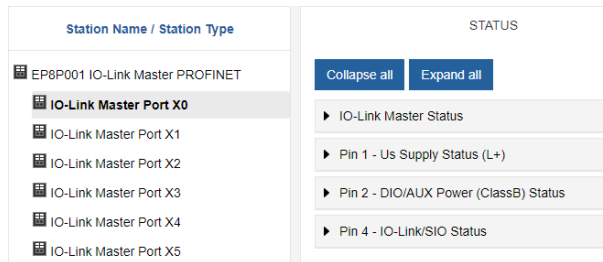 Station Name / Station Type
EP8P001 IO-Link Master PROFINET
IO-Link Master Port X0
IO-Link Master Port X1
IO-Link Master Port X2
IO-Link Master Port X3
IO-Link Master Port X4
IO-Link Master Port X5
STATUS
Collapse all
Expand all
IO-Link Master Status
Pin 1 - Us Supply Status (L+)
Pin 2 - DIO/AUX Power (ClassB) Status
Pin 4 - IO-Link/SIO Status